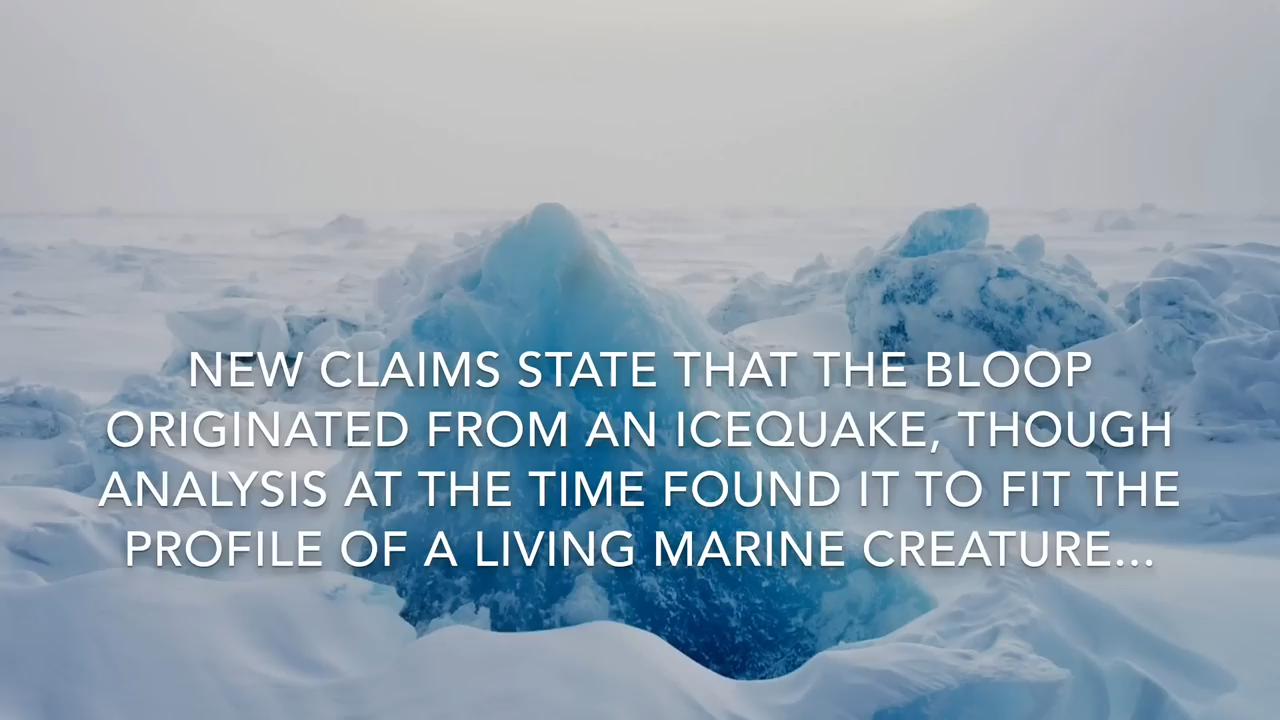 NEW CLAIMS STATE THAT THE BLOOP
ORIGINATED FROM AN ICEQUAKE, THOUGH
ANALYSIS AT THE TIME FOUND IT TO FIT THE
PROFILE OF A LIVING MARINE CREATURE...